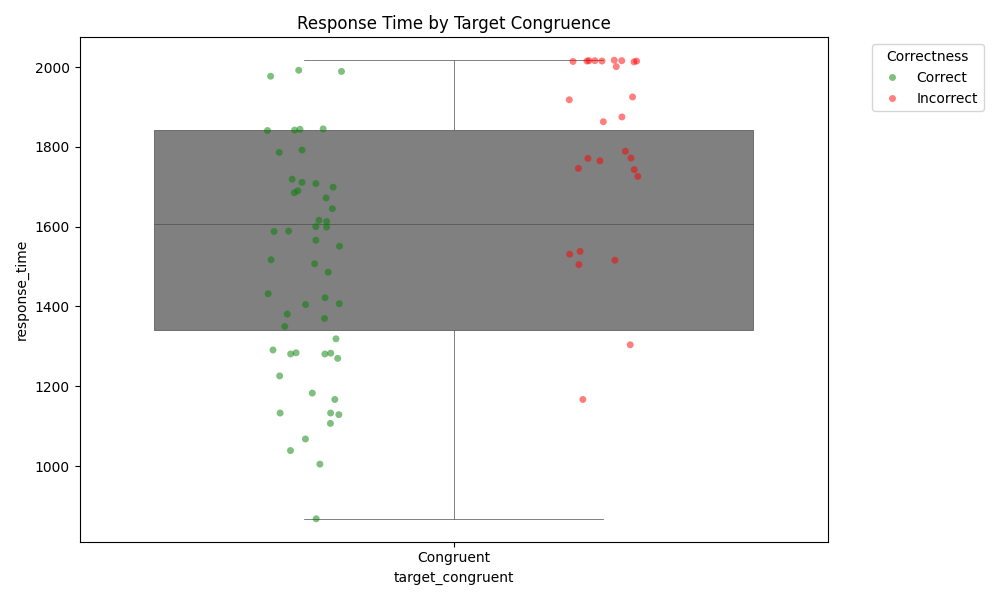 Response Time by Target Congruence
Correctness
Correct
Incorrect
2000
1800
1600
1400
1200
1000
response_time
Congruent
target_congruent